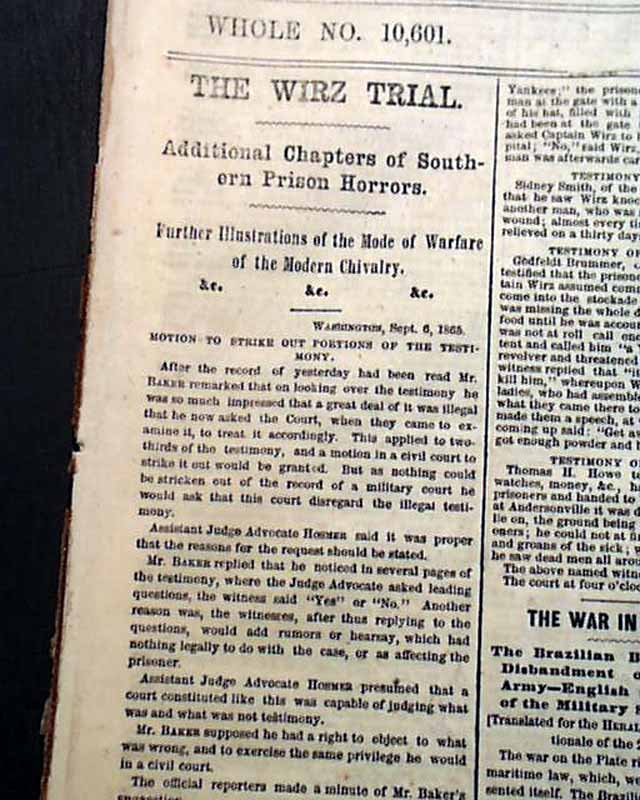 WHOLE NO. 10,601.
THE WIRZ TRIAL.
Additional Chapters of South-
ern Prison Horrors.
Further Illustrations of the Mode of Warfare
of the Modern Chivalry.
&c. &c. &c.
WASHINGTON, Sept. 6, 1865.
MOTION TO STRIKE OUT PORTIONS OF THE TESTI-
MONY.
After the record of yesterday had been read Mr.
BAKER remarked that on looking over the testimony he
was so much impressed that a great deal of it was illegal
that he now asked the Court, when they came to ex-
amine it, to treat it accordingly. This applied to two-
thirds of the testimony, and a motion in a civil court to
strike it out would be granted. But as nothing could
be stricken out of the record of a military court he
would ask that this court disregard the illegal testi-
mony.
Assistant Judge Advocate HOSMER said it was proper
that the reasons for the request should be stated.
Mr. BAKER replied that he noticed in several pages of
the testimony, where the Judge Advocate asked leading
questions, the witness said "Yes" or "No." Another
reason was, the witnesses, after thus replying to the
questions, would add rumors or hearsay, which had
nothing legally to do with the case, or as affecting the
prisoner.
Assistant Judge Advocate HOSMER presumed that a
court constituted like this was capable of judging what
was and what was not testimony.
Mr. BAKER supposed he had a right to object to what
was wrong, and to exercise the same privilege he would
in a civil court.
The official reporters made a minute of Mr. Baker's
Yankees;" the prisone
man at the gate with a
of his hat, filled with
had been at the gate
asked Captain Wirz to
pital; "No," said Wirz,
man was afterwards ca
TESTIMONY
Sidney Smith, of the
that he saw Wirz knoc
another man, who was
wound; almost every ti
relieved on a thirty day
TESTIMONY OF
Godfeldt Brummer,
testified that the prisone
tain Wirz assumed com
come into the stockade
was missing the whole d
food until he was accou
was not at roll call enc
tent and called him "a
revolver and threatened
witness replied that "it
kill him," whereupon W
ladies, who had assemble
what they came there to
made them a speech, at
coming up said: "Get aw
got enough powder and b
TESTIMONY
Thomas H. Howe te
watches, money, &c., ha
prisoners and handed to
at Andersonville it was d
lie on, the ground being
oners; he could not at fi
and groans of the sick;
he saw dead men all arou
The above named witn
The court at four o'cloc
THE WAR IN
The Brazilian B
Disbandment o
Army—English
of the Military S
[Translated for the HERAL
tionale of the 2
The war on the Plate ri
maritime law, which, we
sented itself. The Brazili